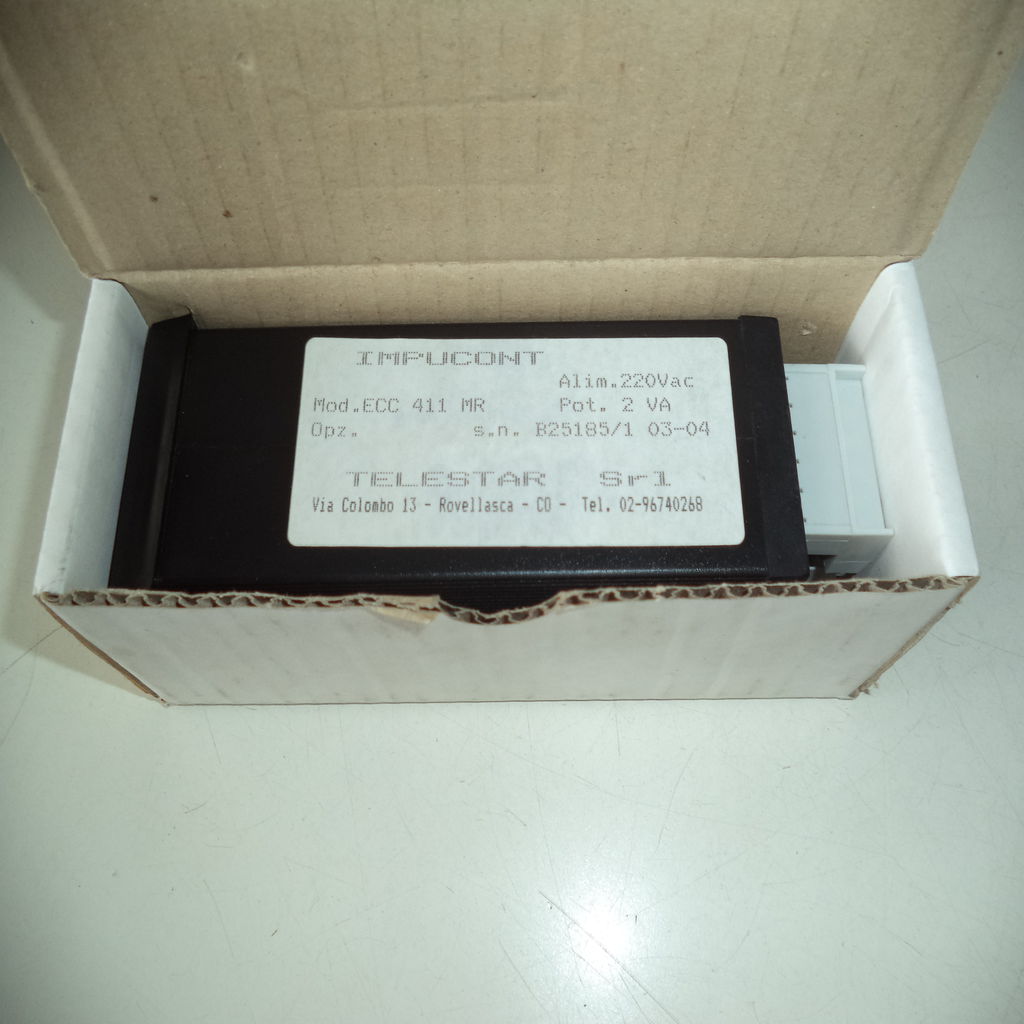 IMPUCONT
Alim.220Vac
Mod.ECC 411 MR Pot. 2 VA
Opz. s.n. B25185/1 03-04
TELESTAR Srl
Via Colombo 13 - Rovellasca - CO - Tel. 02-96740268